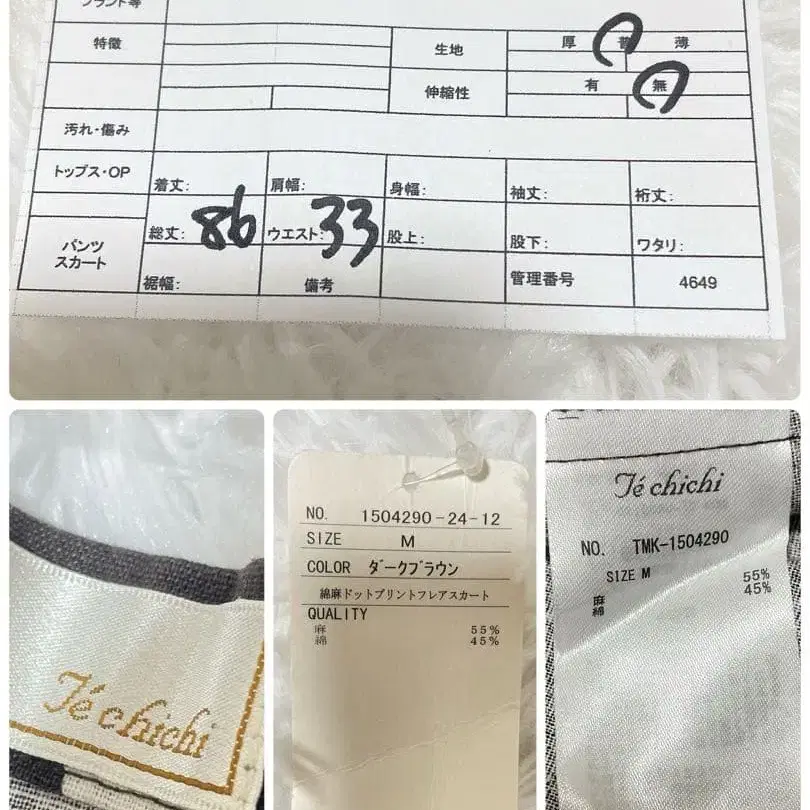 ブランド等
特徴
生地
厚 普 薄
伸縮性
有 無
汚れ・傷み
トップス・OP
着丈:
肩幅:
身幅:
袖丈:
裄丈:
パンツ
スカート
総丈: 86
ウエスト: 33
股上:
股下:
ワタリ:
裾幅:
備考
管理番号
4649
Té chichi
NO. 1504290-24-12
SIZE M
COLOR ダークブラウン
綿麻ドットプリントフレアスカート
QUALITY
麻 55%
綿 45%
Té chichi
NO. TMK-1504290
SIZE M
麻 55%
綿 45%